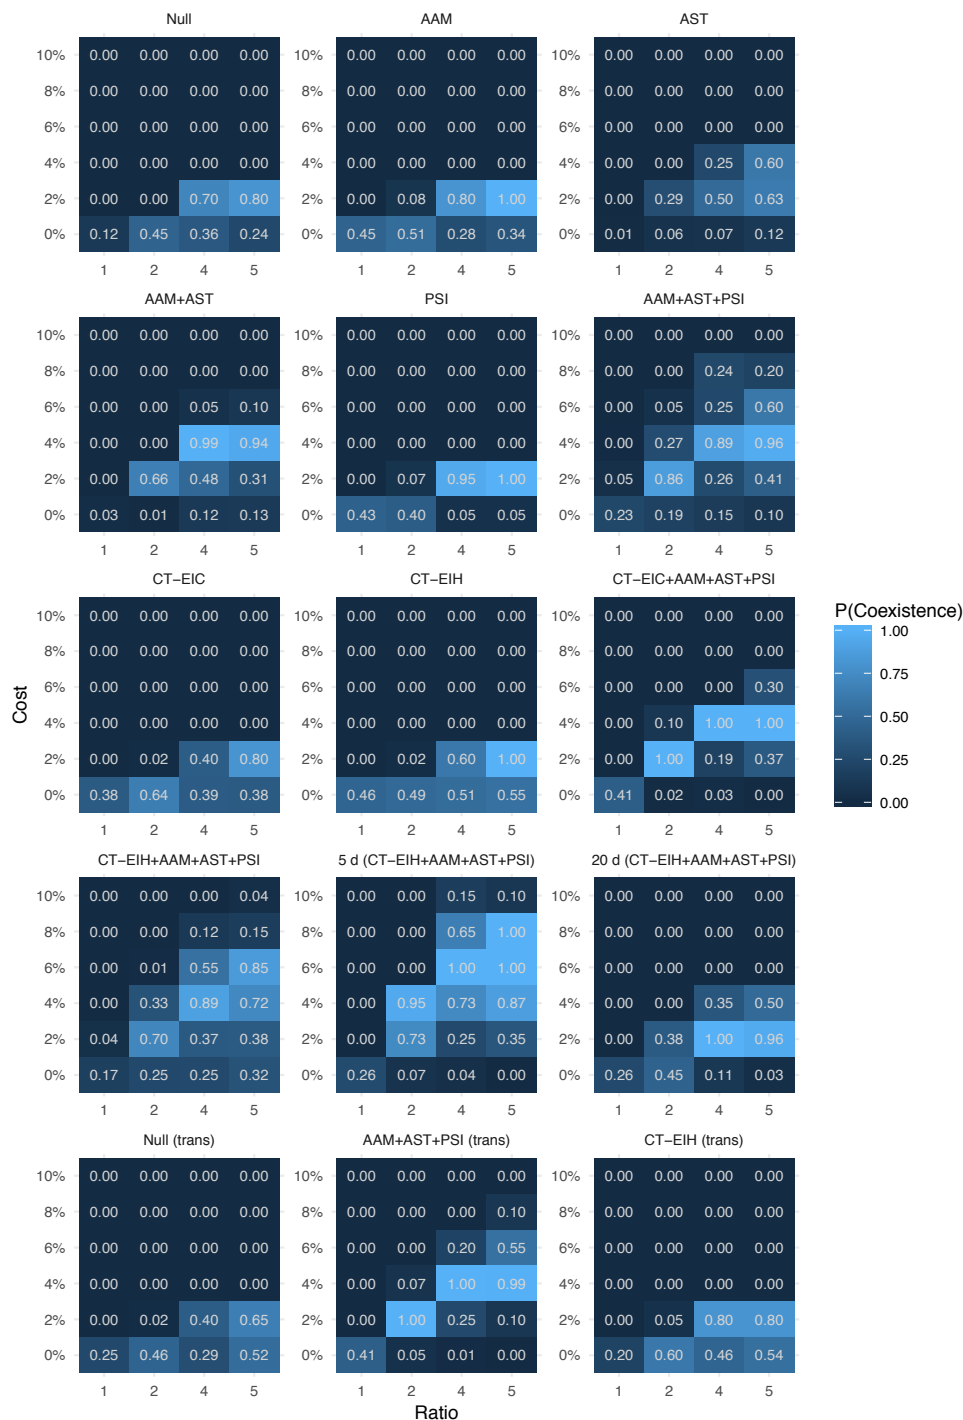 Null AAM AST
10% 0.00 0.00 0.00 0.00 10% 0.00 0.00 0.00 0.00 10% 0.00 0.00 0.00 0.00
8% 0.00 0.00 0.00 0.00 8% 0.00 0.00 0.00 0.00 8% 0.00 0.00 0.00 0.00
6% 0.00 0.00 0.00 0.00 6% 0.00 0.00 0.00 0.00 6% 0.00 0.00 0.00 0.00
4% 0.00 0.00 0.00 0.00 4% 0.00 0.00 0.00 0.00 4% 0.00 0.00 0.25 0.60
2% 0.00 0.00 0.70 0.80 2% 0.00 0.08 0.80 1.00 2% 0.00 0.29 0.50 0.63
0% 0.12 0.45 0.36 0.24 0% 0.45 0.51 0.28 0.34 0% 0.01 0.06 0.07 0.12
1 2 4 5 1 2 4 5 1 2 4 5
AAM+AST PSI AAM+AST+PSI
10% 0.00 0.00 0.00 0.00 10% 0.00 0.00 0.00 0.00 10% 0.00 0.00 0.00 0.00
8% 0.00 0.00 0.00 0.00 8% 0.00 0.00 0.00 0.00 8% 0.00 0.00 0.24 0.20
6% 0.00 0.00 0.05 0.10 6% 0.00 0.00 0.00 0.00 6% 0.00 0.05 0.25 0.60
4% 0.00 0.00 0.99 0.94 4% 0.00 0.00 0.00 0.00 4% 0.00 0.27 0.89 0.96
2% 0.00 0.66 0.48 0.31 2% 0.00 0.07 0.95 1.00 2% 0.05 0.86 0.26 0.41
0% 0.03 0.01 0.12 0.13 0% 0.43 0.40 0.05 0.05 0% 0.23 0.19 0.15 0.10
1 2 4 5 1 2 4 5 1 2 4 5
CT−EIC CT−EIH CT−EIC+AAM+AST+PSI
10% 0.00 0.00 0.00 0.00 10% 0.00 0.00 0.00 0.00 10% 0.00 0.00 0.00 0.00
8% 0.00 0.00 0.00 0.00 8% 0.00 0.00 0.00 0.00 8% 0.00 0.00 0.00 0.00
6% 0.00 0.00 0.00 0.00 6% 0.00 0.00 0.00 0.00 6% 0.00 0.00 0.00 0.30
4% 0.00 0.00 0.00 0.00 4% 0.00 0.00 0.00 0.00 4% 0.00 0.10 1.00 1.00
2% 0.00 0.02 0.40 0.80 2% 0.00 0.02 0.60 1.00 2% 0.00 1.00 0.19 0.37
0% 0.38 0.64 0.39 0.38 0% 0.46 0.49 0.51 0.55 0% 0.41 0.02 0.03 0.00
1 2 4 5 1 2 4 5 1 2 4 5
CT−EIH+AAM+AST+PSI 5 d (CT−EIH+AAM+AST+PSI) 20 d (CT−EIH+AAM+AST+PSI)
10% 0.00 0.00 0.00 0.04 10% 0.00 0.00 0.15 0.10 10% 0.00 0.00 0.00 0.00
8% 0.00 0.00 0.12 0.15 8% 0.00 0.00 0.65 1.00 8% 0.00 0.00 0.00 0.00
6% 0.00 0.01 0.55 0.85 6% 0.00 0.00 1.00 1.00 6% 0.00 0.00 0.00 0.00
4% 0.00 0.33 0.89 0.72 4% 0.00 0.95 0.73 0.87 4% 0.00 0.00 0.35 0.50
2% 0.04 0.70 0.37 0.38 2% 0.00 0.73 0.25 0.35 2% 0.00 0.38 1.00 0.96
0% 0.17 0.25 0.25 0.32 0% 0.26 0.07 0.04 0.00 0% 0.26 0.45 0.11 0.03
1 2 4 5 1 2 4 5 1 2 4 5
Null (trans) AAM+AST+PSI (trans) CT−EIH (trans)
10% 0.00 0.00 0.00 0.00 10% 0.00 0.00 0.00 0.00 10% 0.00 0.00 0.00 0.00
8% 0.00 0.00 0.00 0.00 8% 0.00 0.00 0.00 0.10 8% 0.00 0.00 0.00 0.00
6% 0.00 0.00 0.00 0.00 6% 0.00 0.00 0.20 0.55 6% 0.00 0.00 0.00 0.00
4% 0.00 0.00 0.00 0.00 4% 0.00 0.07 1.00 0.99 4% 0.00 0.00 0.00 0.00
2% 0.00 0.02 0.40 0.65 2% 0.00 1.00 0.25 0.10 2% 0.00 0.05 0.80 0.80
0% 0.25 0.46 0.29 0.52 0% 0.41 0.05 0.01 0.00 0% 0.20 0.60 0.46 0.54
1 2 4 5 1 2 4 5 1 2 4 5
Ratio
Cost
P(Coexistence)
1.00
0.75
0.50
0.25
0.00